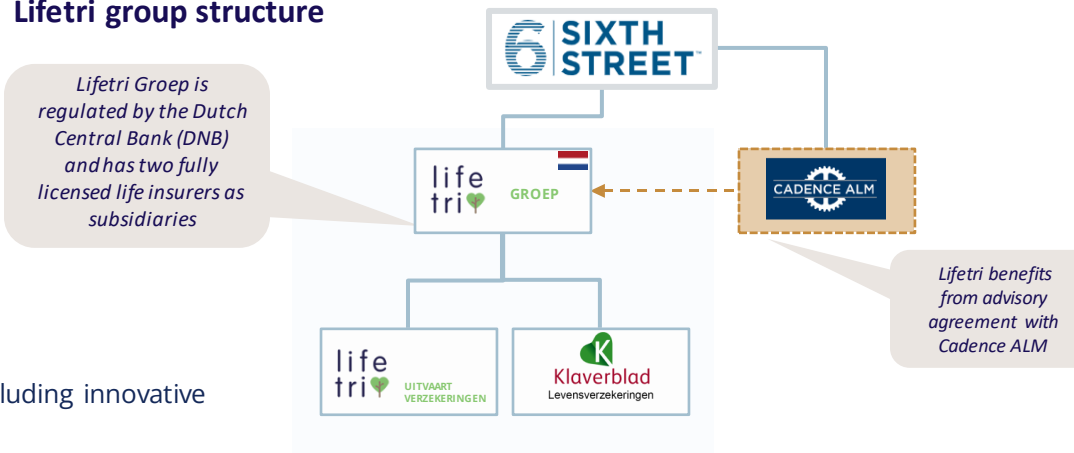 Lifetri group structure
6 SIXTH
STREET™
Lifetri Groep is
regulated by the Dutch
Central Bank (DNB)
and has two fully
licensed life insurers as
subsidiaries
life
tri
GROEP
CADENCE ALM
Lifetri benefits
from advisory
agreement with
Cadence ALM
life
tri
UITVAART
VERZEKERINGEN
K
Klaverblad
Levensverzekeringen
luding innovative